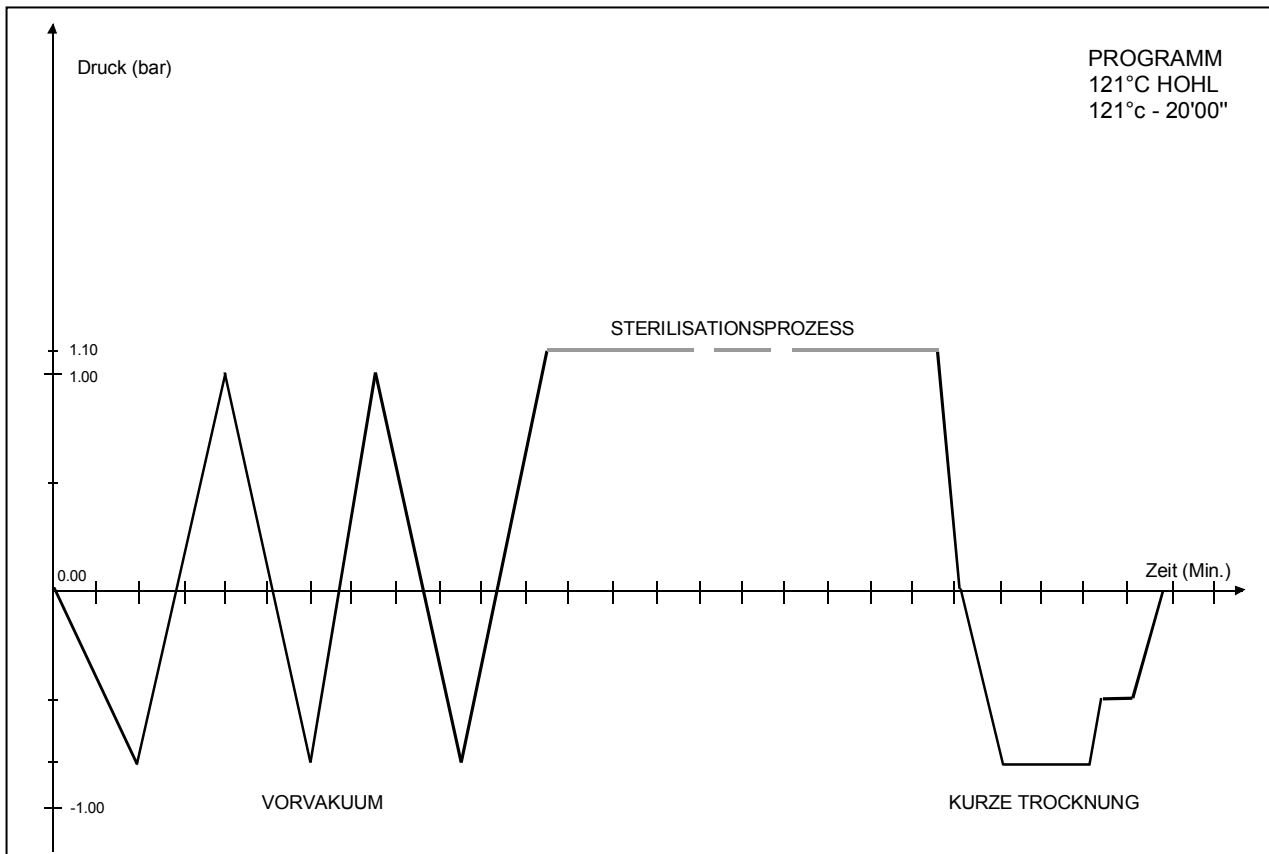 Druck (bar)
PROGRAMM
121°C HOHL
121°c - 20'00"
STERILISATIONSPROZESS
1.10
1.00
0.00
Zeit (Min.)
-1.00
VORVAKUUM
KURZE TROCKNUNG